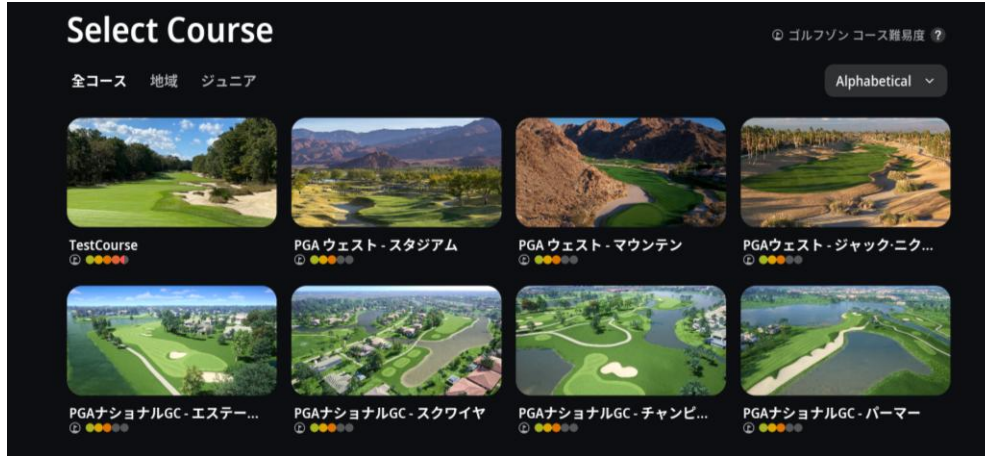 Select Course
ゴルフゾン コース難易度 ?
全コース 地域 ジュニア
Alphabetical
TestCourse
PGA ウェスト - スタジアム
PGA ウェスト - マウンテン
PGAウェスト - ジャック·ニク...
PGAナショナルGC - エステー...
PGAナショナルGC - スクワイヤ
PGAナショナルGC - チャンピ...
PGAナショナルGC - パーマー